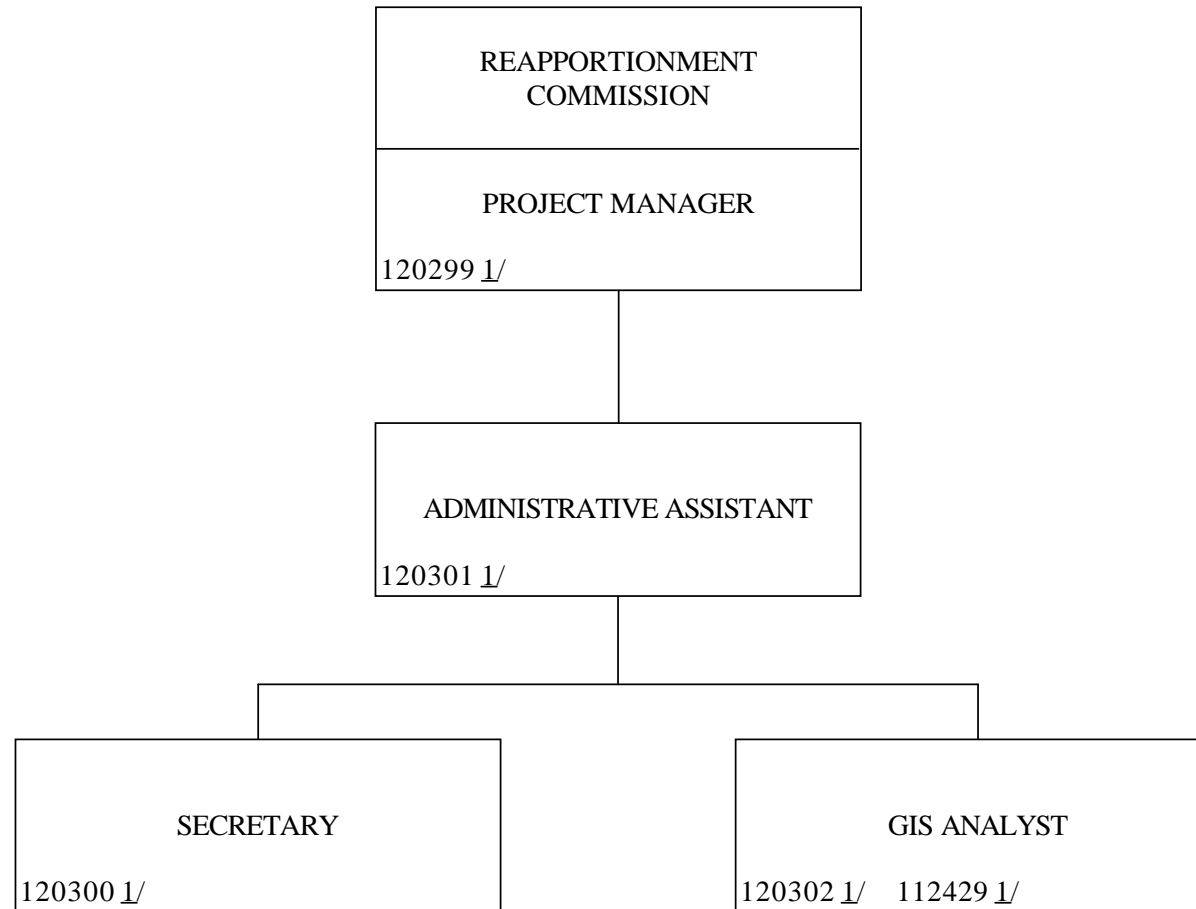 REAPPORTIONMENT
COMMISSION
PROJECT MANAGER
120299 1/
ADMINISTRATIVE ASSISTANT
120301 1/
SECRETARY
120300 1/
GIS ANALYST
120302 1/ 112429 1/